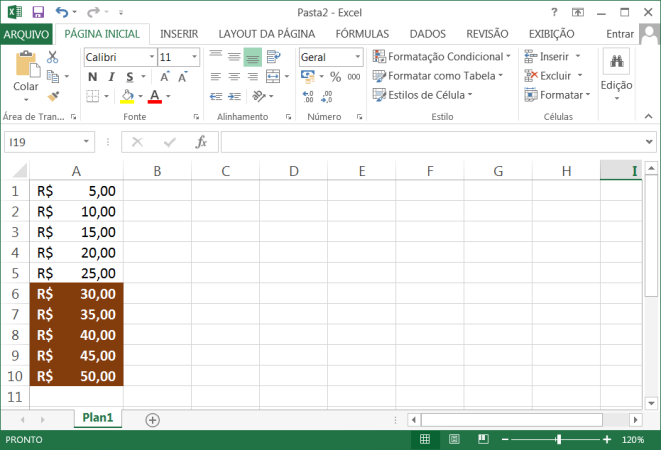 Pasta2 - Excel
ARQUIVO PÁGINA INICIAL INSERIR LAYOUT DA PÁGINA FÓRMULAS DADOS REVISÃO EXIBIÇÃO Entrar
Colar
Calibri 11
N I S A A
A
Geral
% 000
Formatação Condicional
Formatar como Tabela
Estilos de Célula
Inserir
Excluir
Formatar
Edição
Área de Tran... Fonte Alinhamento Número Estilo Células
I19 fx
A B C D E F G H I
1 R$ 5,00
2 R$ 10,00
3 R$ 15,00
4 R$ 20,00
5 R$ 25,00
6 R$ 30,00
7 R$ 35,00
8 R$ 40,00
9 R$ 45,00
10 R$ 50,00
11
Plan1
PRONTO 120%